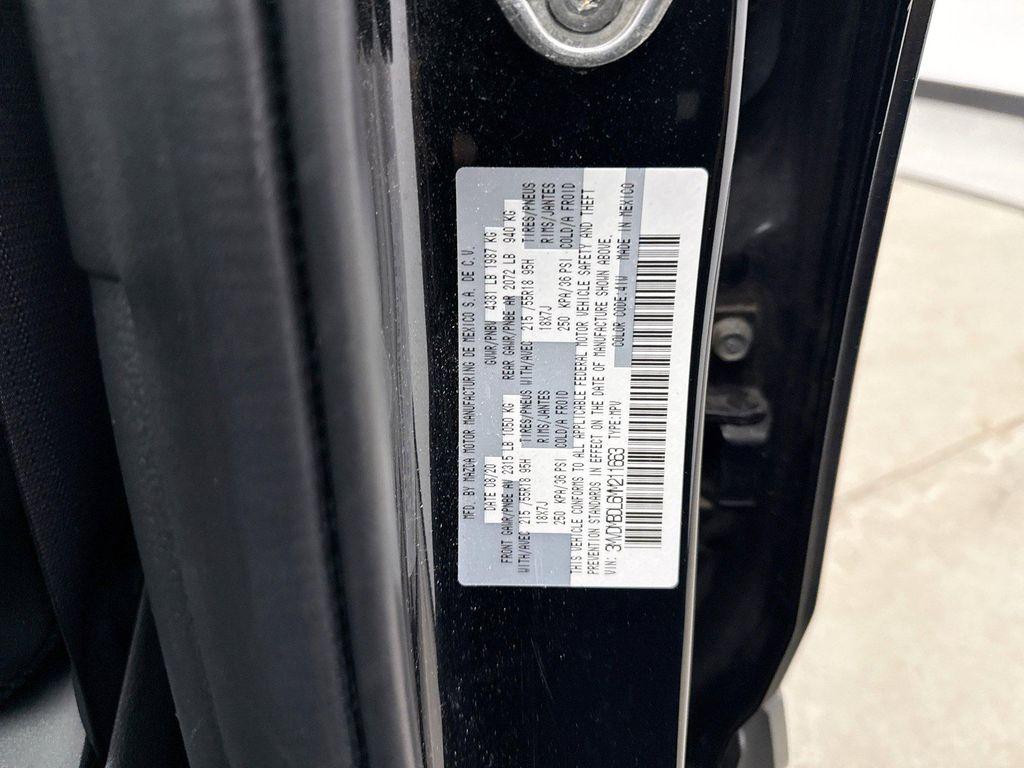 MFD. BY MAZDA MOTOR MANUFACTURING DE MEXICO S.A. DE C.V.
DATE 08/20 GVWR/PNBV 4381 LB 1987 KG
FRONT GAWR/PNBE AV 2315 LB 1050 KG REAR GAWR/PNBE AR 2072 LB 940 KG
WITH/AVEC 215 /55R18 95H TIRES/PNEUS WITH/AVEC 215 /55R18 95H TIRES/PNEUS
18X7J RIMS/JANTES 18X7J RIMS/JANTES
250 KPA/36 PSI COLD/A FROID 250 KPA/36 PSI COLD/A FROID
THIS VEHICLE CONFORMS TO ALL APPLICABLE FEDERAL MOTOR VEHICLE SAFETY AND THEFT
PREVENTION STANDARDS IN EFFECT ON THE DATE OF MANUFACTURE SHOWN ABOVE.
VIN: 3MVDMBDL6MM211663 TYPE:MPV COLOR CODE:41W MADE IN MEXICO